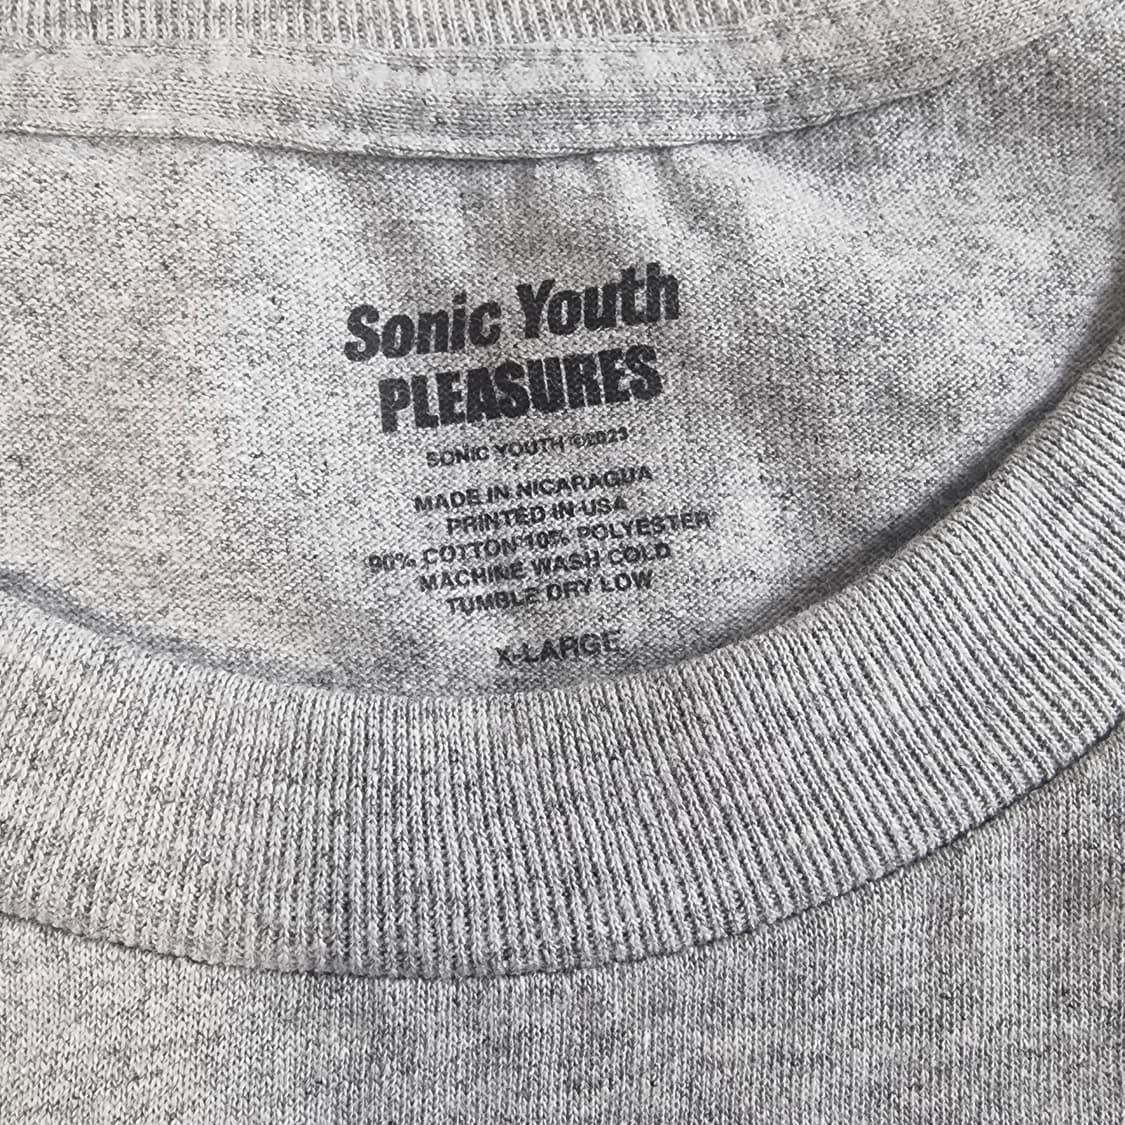 Sonic Youth
PLEASURES
SONIC YOUTH ©2023
MADE IN NICARAGUA
PRINTED IN USA
90% COTTON 10% POLYESTER
MACHINE WASH COLD
TUMBLE DRY LOW
X-LARGE